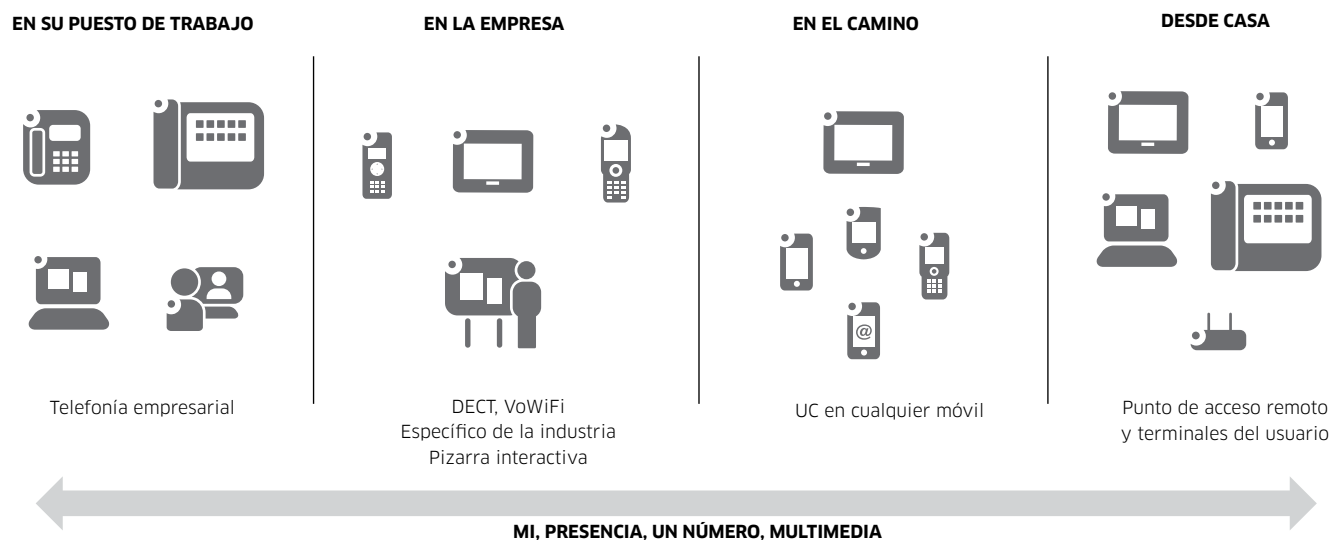 EN SU PUESTO DE TRABAJO
EN LA EMPRESA
EN EL CAMINO
DESDE CASA
@
Telefonía empresarial
DECT, VoWiFi
Específico de la industria
Pizarra interactiva
UC en cualquier móvil
Punto de acceso remoto
y terminales del usuario
MI, PRESENCIA, UN NÚMERO, MULTIMEDIA